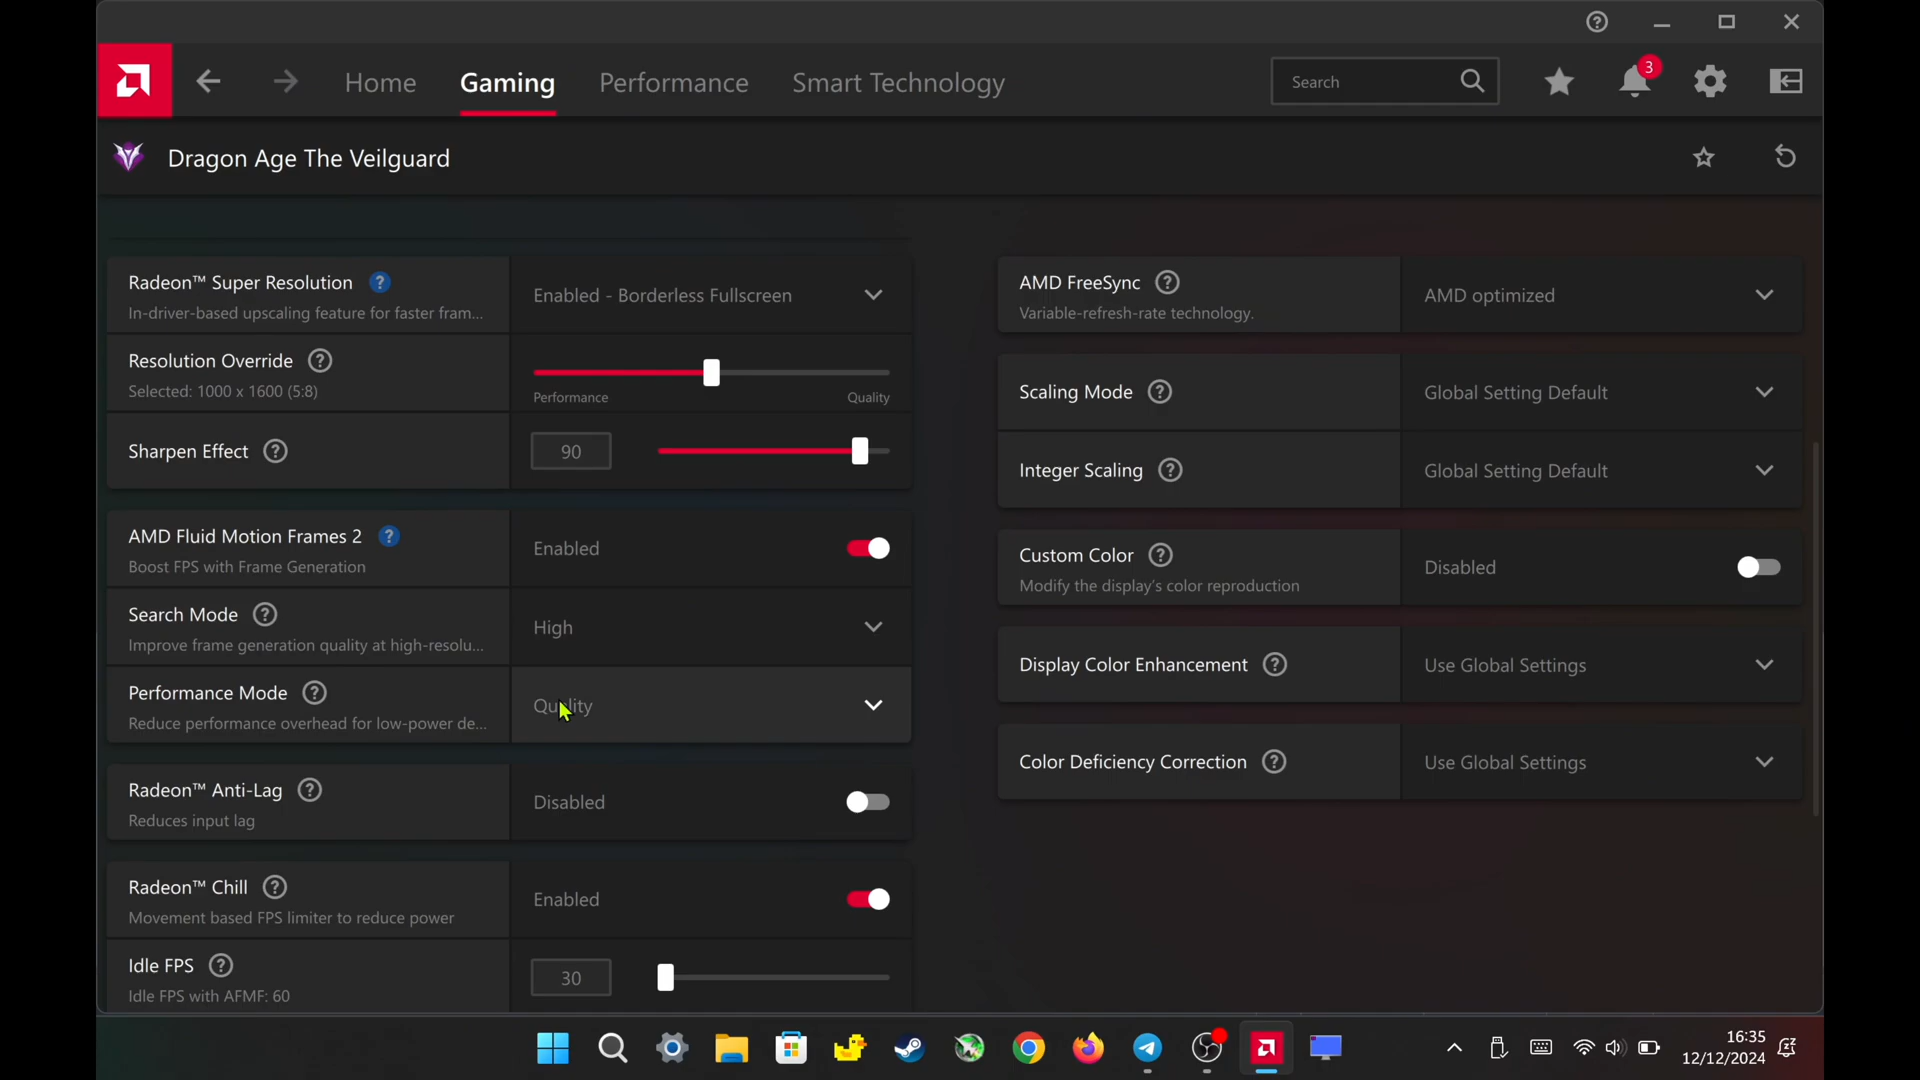 Home
Gaming
Performance
Smart Technology
Search
3
Dragon Age The Veilguard
Radeon™ Super Resolution ?
In-driver-based upscaling feature for faster fram...
Enabled - Borderless Fullscreen
Resolution Override ?
Selected: 1000 x 1600 (5:8)
Performance
Quality
Sharpen Effect ?
90
AMD Fluid Motion Frames 2 ?
Boost FPS with Frame Generation
Enabled
Search Mode ?
Improve frame generation quality at high-resolu...
High
Performance Mode ?
Reduce performance overhead for low-power de...
Quality
Radeon™ Anti-Lag ?
Reduces input lag
Disabled
Radeon™ Chill ?
Movement based FPS limiter to reduce power
Enabled
Idle FPS ?
Idle FPS with AFMF: 60
30
AMD FreeSync ?
Variable-refresh-rate technology.
AMD optimized
Scaling Mode ?
Global Setting Default
Integer Scaling ?
Global Setting Default
Custom Color ?
Modify the display's color reproduction
Disabled
Display Color Enhancement ?
Use Global Settings
Color Deficiency Correction ?
Use Global Settings
16:35
12/12/2024